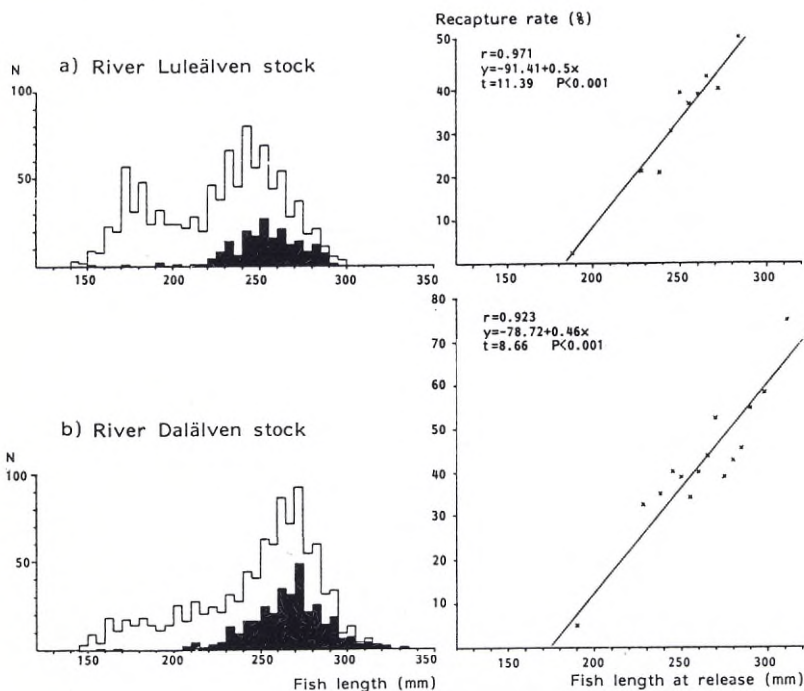 Recapture rate (%)
a) River Luleälven stock
N
100
50
150 200 250 300 350
50
40
30
20
10
r=0.971
y=-91.41+0.5x
t=11.39 P<0.001
200 250 300
b) River Dalälven stock
N
100
50
150 200 250 300 350
Fish length (mm)
80
70
60
50
40
30
20
10
r=0.923
y=-78.72+0.46x
t=8.66 P<0.001
200 250 300
Fish length at release (mm)